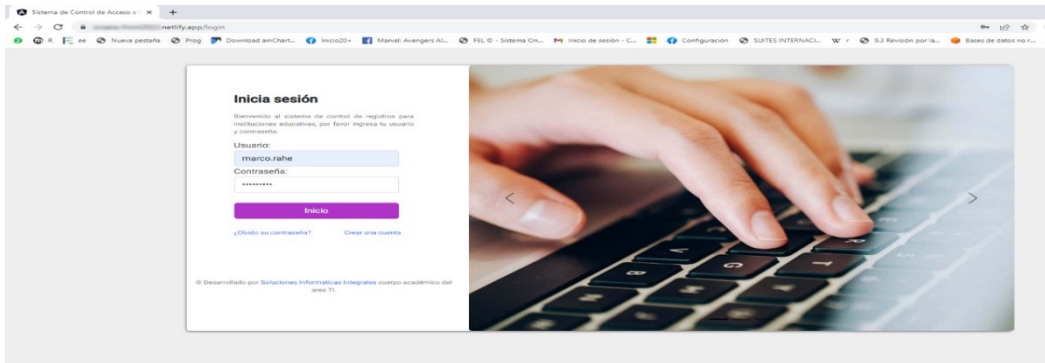 Sistema de Control de Acceso
netlify.app/login
Nueva pestaña
Prog
Download amChart...
Inicio20+
Marvel: Avengers Al...
FEL © - Sistema On...
Inicio de sesión - C...
Configuración
SUITES INTERNACI...
9.3 Revisión por la...
Bases de datos no r...
Inicia sesión
Bienvenido al sistema de control de registros para
instituciones educativas, por favor ingresa tu usuario
y contraseña.
Usuario:
marco.rahe
Contraseña:
Inicio
¿Olvido su contraseña? Crear una cuenta
© Desarrollado por Soluciones Informaticas Integrales cuerpo académico del
area TI.